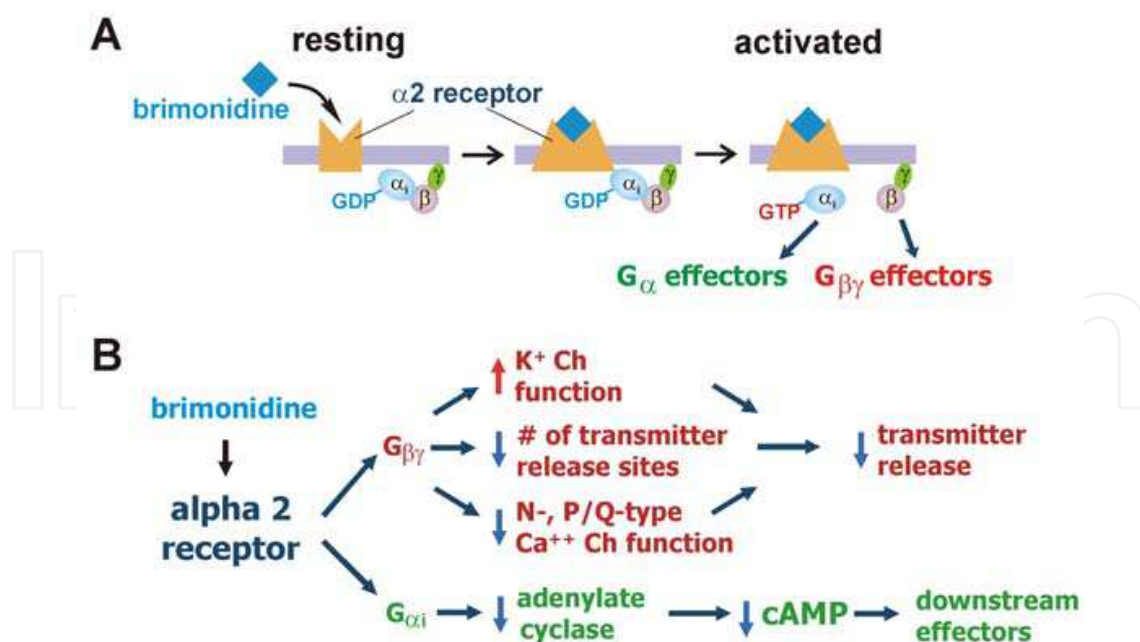 A
resting
activated
brimonidine
α2 receptor
GDP αi β γ
GDP αi β γ
GTP αi β γ
Gα effectors
Gβγ effectors
B
brimonidine
alpha 2
receptor
Gβγ
K+ Ch
function
# of transmitter
release sites
N-, P/Q-type
Ca++ Ch function
transmitter
release
Gαi
adenylate
cyclase
cAMP
downstream
effectors